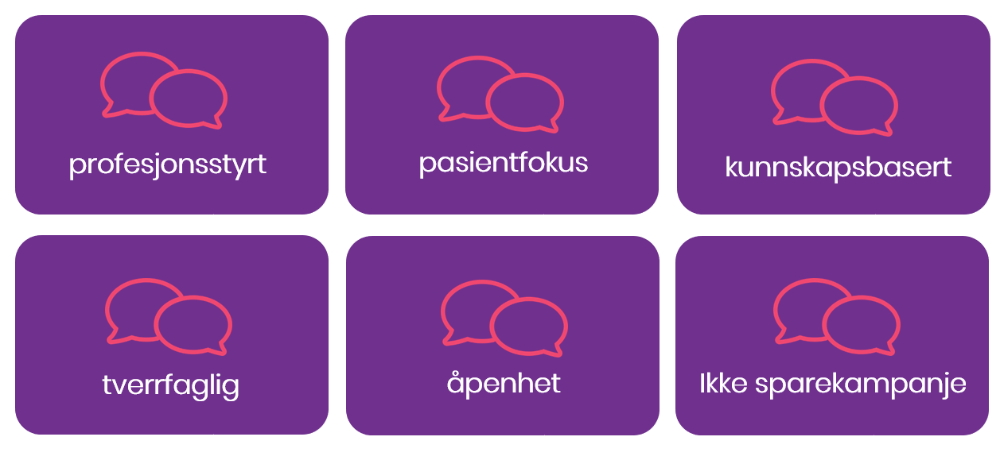 profesjonsstyrt
pasientfokus
kunnskapsbasert
tverrfaglig
åpenhet
Ikke sparekampanje